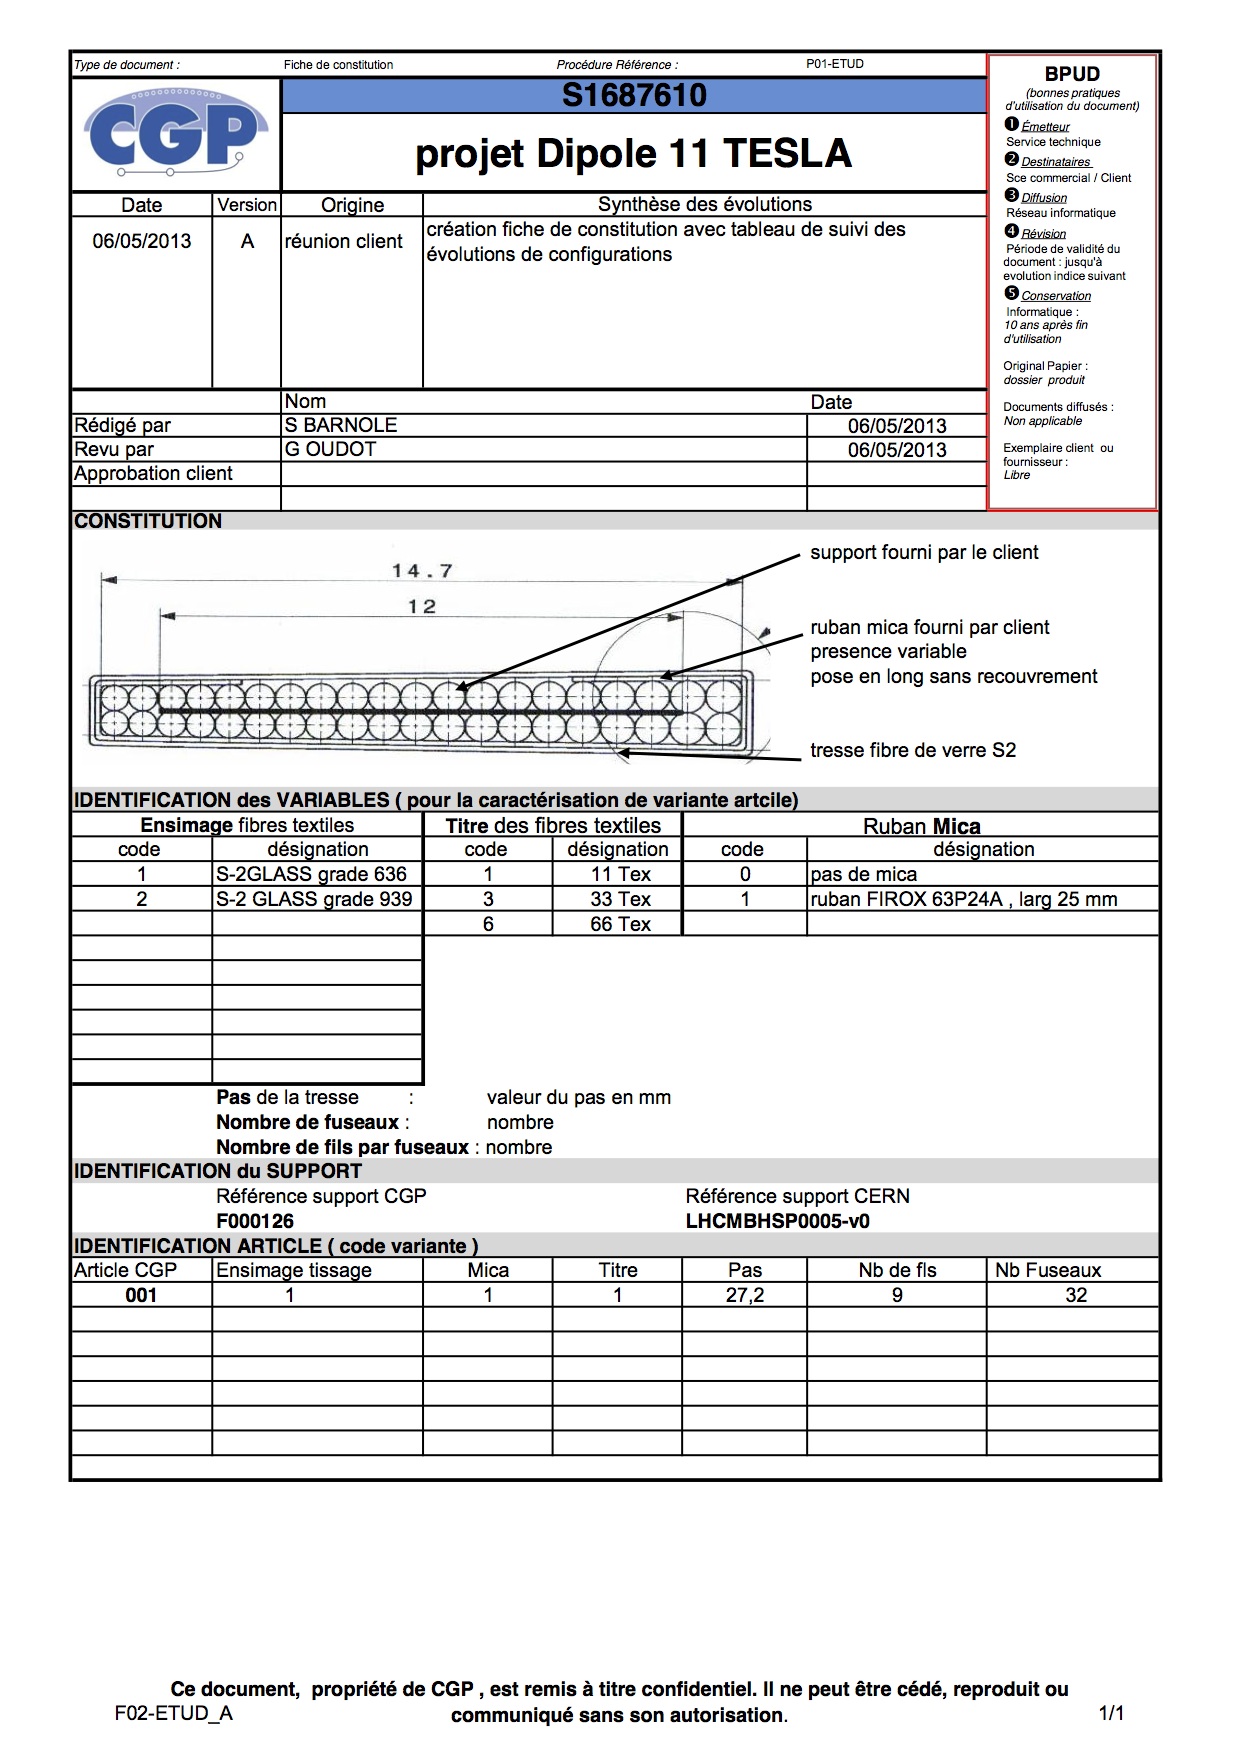 Type de document : Fiche de constitution Procédure Référence : P01-ETUD
CGP
S1687610
projet Dipole 11 TESLA
BPUD
(bonnes pratiques
d'utilisation du document)
❶ Émetteur
Service technique
❷ Destinataires
Sce commercial / Client
❸ Diffusion
Réseau informatique
❹ Révision
Période de validité du
document : jusqu'à
evolution indice suivant
❺ Conservation
Informatique :
10 ans après fin
d'utilisation
Original Papier :
dossier produit
Documents diffusés :
Non applicable
Exemplaire client ou
fournisseur :
Libre
Date Version Origine Synthèse des évolutions
06/05/2013 A réunion client création fiche de constitution avec tableau de suivi des
évolutions de configurations
Nom Date
Rédigé par S BARNOLE 06/05/2013
Revu par G OUDOT 06/05/2013
Approbation client
CONSTITUTION
support fourni par le client
14.7
12
ruban mica fourni par client
presence variable
pose en long sans recouvrement
tresse fibre de verre S2
IDENTIFICATION des VARIABLES ( pour la caractérisation de variante artcile)
Ensimage fibres textiles Titre des fibres textiles Ruban Mica
code désignation code désignation code désignation
1 S-2GLASS grade 636 1 11 Tex 0 pas de mica
2 S-2 GLASS grade 939 3 33 Tex 1 ruban FIROX 63P24A , larg 25 mm
6 66 Tex
Pas de la tresse : valeur du pas en mm
Nombre de fuseaux : nombre
Nombre de fils par fuseaux : nombre
IDENTIFICATION du SUPPORT
Référence support CGP Référence support CERN
F000126 LHCMBHSP0005-v0
IDENTIFICATION ARTICLE ( code variante )
Article CGP Ensimage tissage Mica Titre Pas Nb de fls Nb Fuseaux
001 1 1 1 27,2 9 32
Ce document, propriété de CGP , est remis à titre confidentiel. Il ne peut être cédé, reproduit ou
F02-ETUD_A communiqué sans son autorisation. 1/1